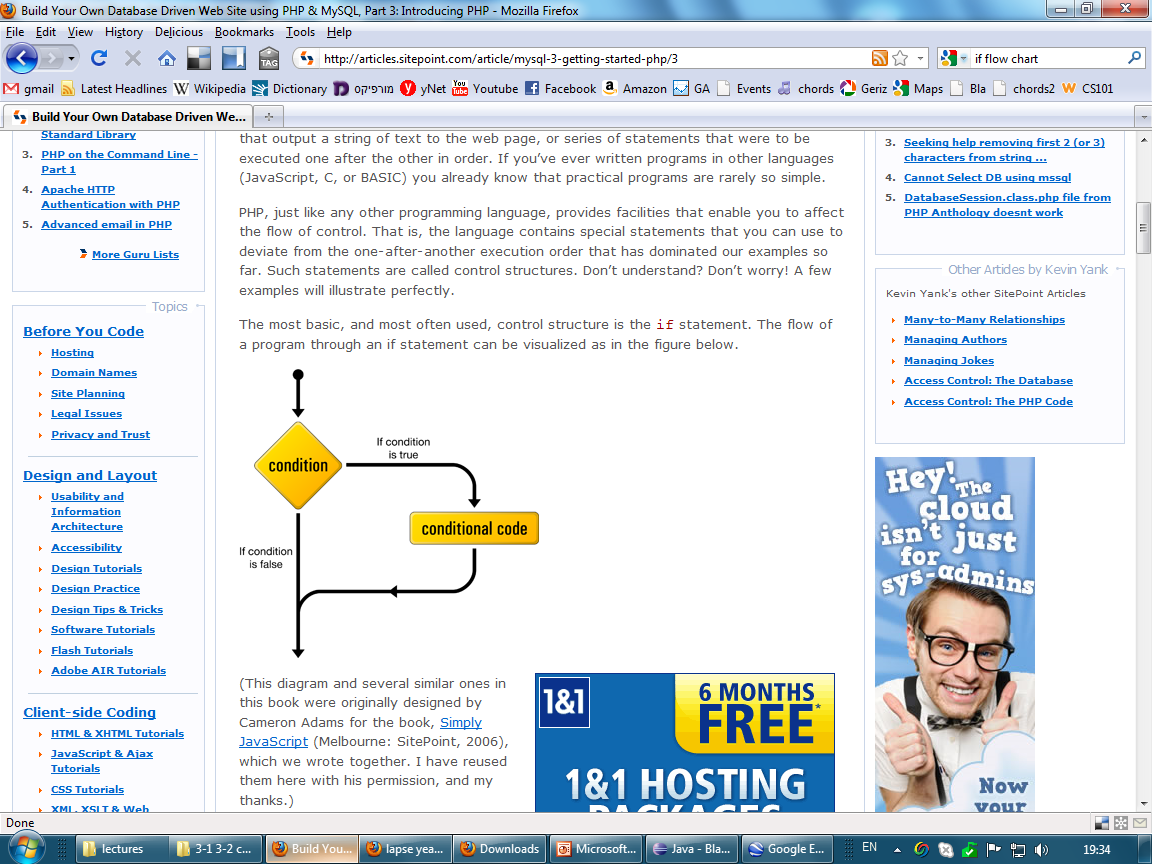 Build Your Own Database Driven Web Site using PHP & MySQL, Part 3: Introducing PHP - Mozilla Firefox
File Edit View History Delicious Bookmarks Tools Help
TAG
http://articles.sitepoint.com/article/mysql-3-getting-started-php/3
if flow chart
gmail Latest Headlines Wikipedia Dictionary מורפיקס yNet Youtube Facebook Amazon GA Events chords Geriz Maps Bla chords2 CS101
Build Your Own Database Driven We...
Standard Library
3. PHP on the Command Line -
Part 1
4. Apache HTTP
Authentication with PHP
5. Advanced email in PHP
More Guru Lists
Topics
Before You Code
Hosting
Domain Names
Site Planning
Legal Issues
Privacy and Trust
Design and Layout
Usability and
Information
Architecture
Accessibility
Design Tutorials
Design Practice
Design Tips & Tricks
Software Tutorials
Flash Tutorials
Adobe AIR Tutorials
Client-side Coding
HTML & XHTML Tutorials
JavaScript & Ajax
Tutorials
CSS Tutorials
XML, XSLT & Web
that output a string of text to the web page, or series of statements that were to be
executed one after the other in order. If you’ve ever written programs in other languages
(JavaScript, C, or BASIC) you already know that practical programs are rarely so simple.
PHP, just like any other programming language, provides facilities that enable you to affect
the flow of control. That is, the language contains special statements that you can use to
deviate from the one-after-another execution order that has dominated our examples so
far. Such statements are called control structures. Don’t understand? Don’t worry! A few
examples will illustrate perfectly.
The most basic, and most often used, control structure is the if statement. The flow of
a program through an if statement can be visualized as in the figure below.
If condition
is true
condition
conditional code
If condition
is false
(This diagram and several similar ones in
this book were originally designed by
Cameron Adams for the book, Simply
JavaScript (Melbourne: SitePoint, 2006),
which we wrote together. I have reused
them here with his permission, and my
thanks.)
1&1
6 MONTHS
FREE*
1&1 HOSTING
PACKAGES
3. Seeking help removing first 2 (or 3)
characters from string ...
4. Cannot Select DB using mssql
5. DatabaseSession.class.php file from
PHP Anthology doesnt work
Other Articles by Kevin Yank
Kevin Yank's other SitePoint Articles
Many-to-Many Relationships
Managing Authors
Managing Jokes
Access Control: The Database
Access Control: The PHP Code
Hey! The
cloud
isn't just
for
sys-admins
Now
your
Done
lectures 3-1 3-2 c... Build You... lapse yea... Downloads Microsoft... Java - Bla... Google E... EN 19:34